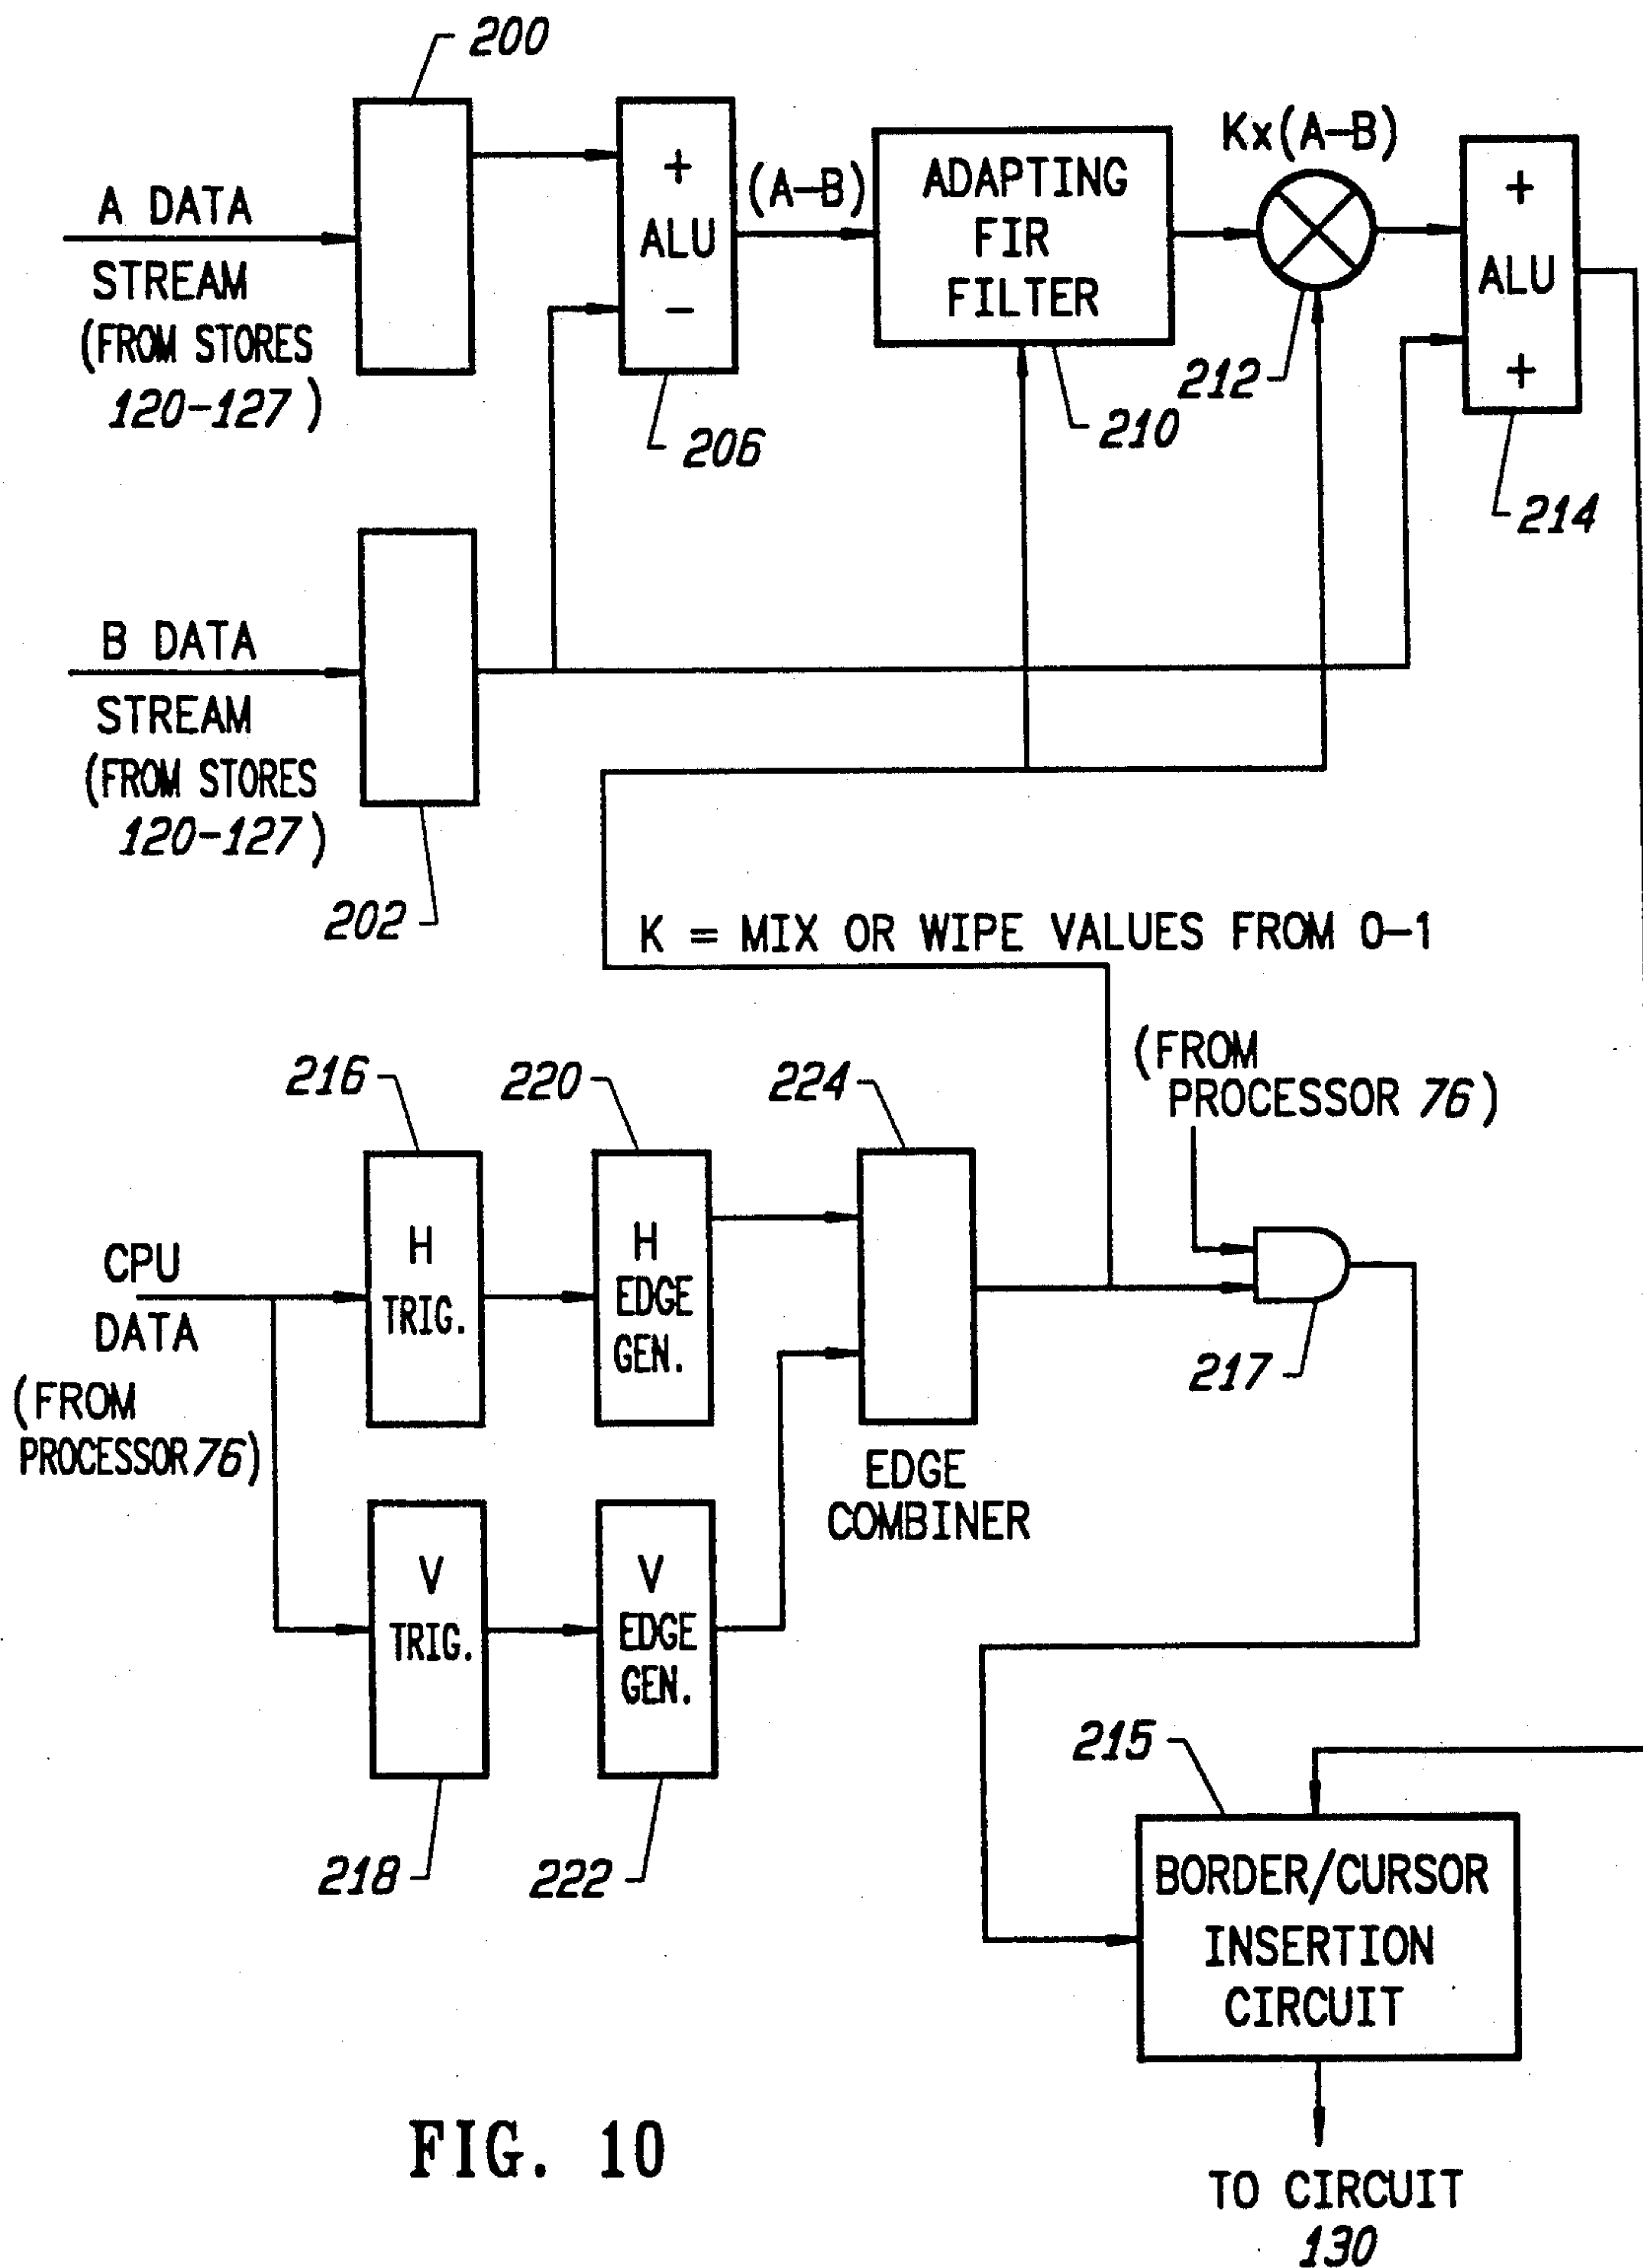 200
A DATA
STREAM
(FROM STORES
120-127)
+
ALU
−
206
(A−B)
ADAPTING
FIR
FILTER
210
Kx(A−B)
212
+
ALU
+
214
B DATA
STREAM
(FROM STORES
120-127)
202
K = MIX OR WIPE VALUES FROM 0−1
(FROM
PROCESSOR 76)
216
220
224
CPU
DATA
(FROM
PROCESSOR 76)
H
TRIG.
H
EDGE
GEN.
EDGE
COMBINER
217
V
TRIG.
V
EDGE
GEN.
218
222
215
BORDER/CURSOR
INSERTION
CIRCUIT
TO CIRCUIT
130
FIG. 10